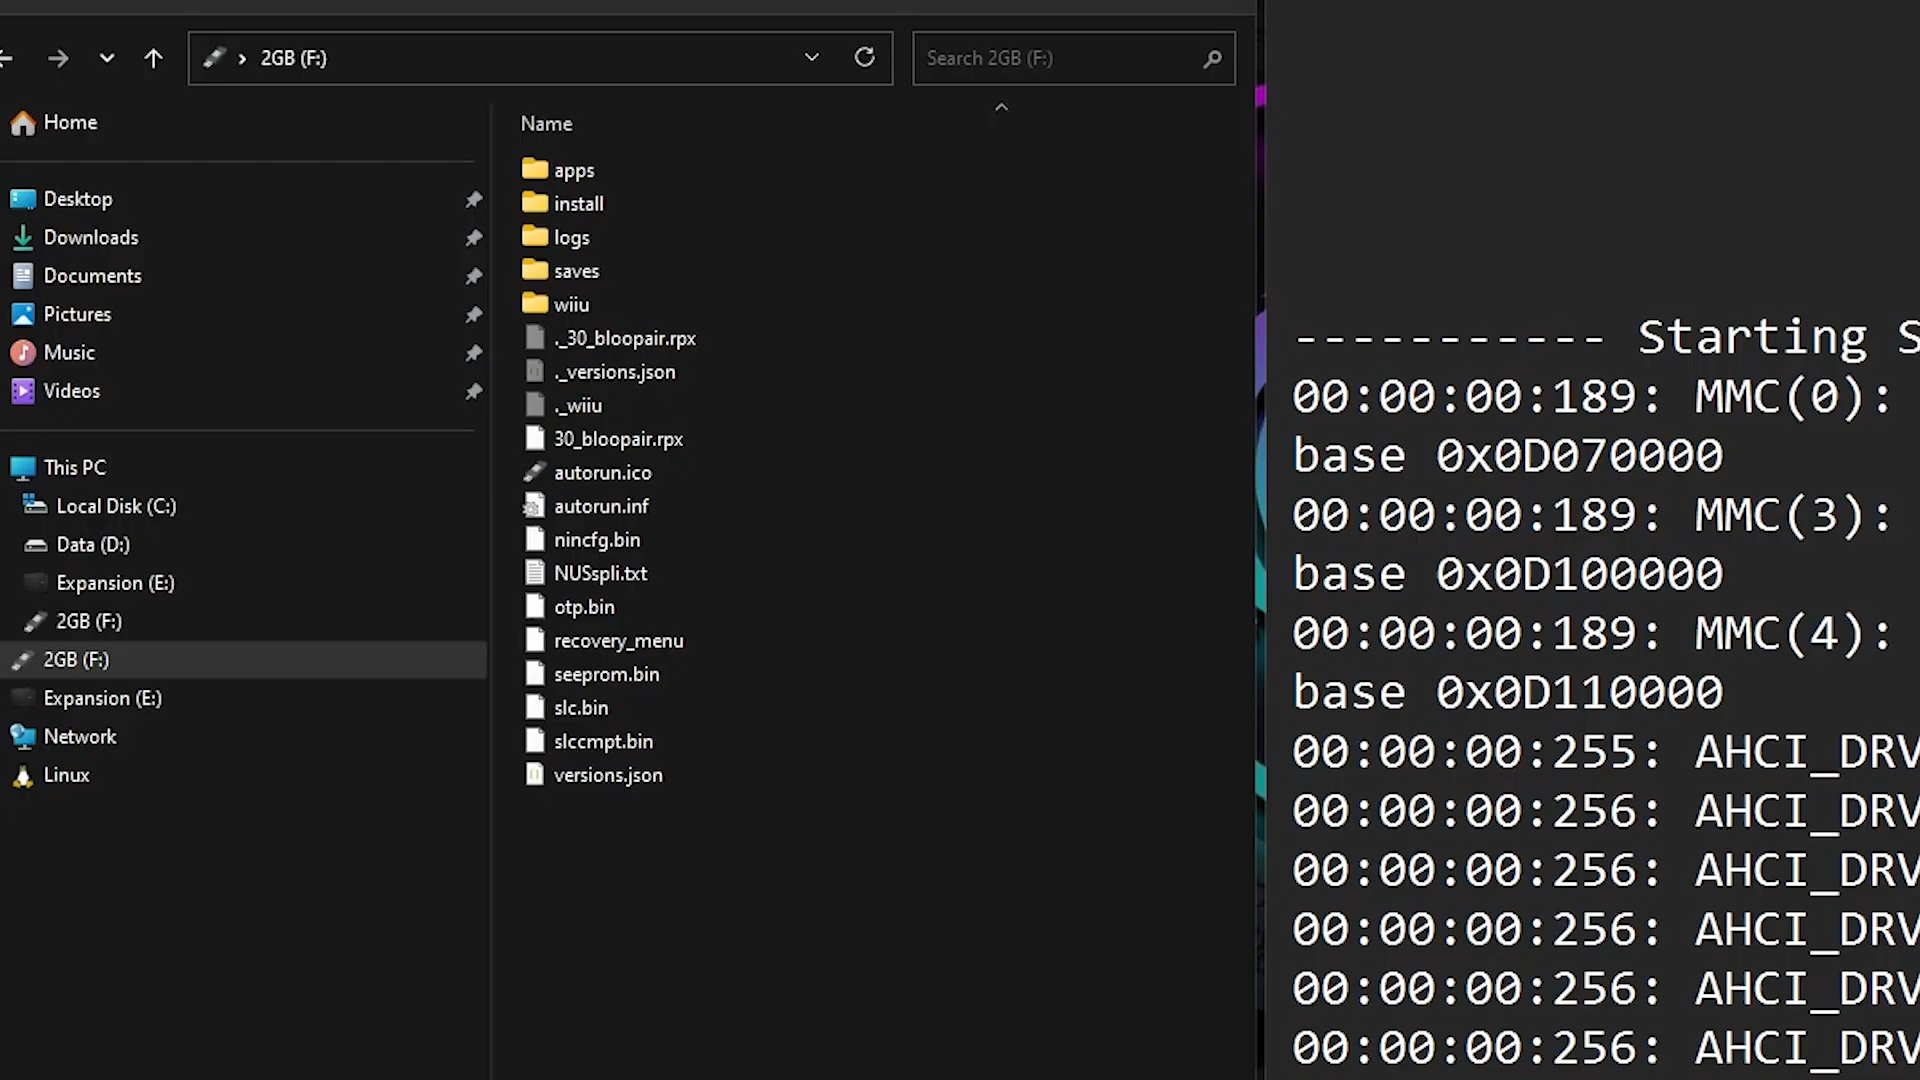 2GB (F:)
Search 2GB (F:)
Home
Desktop
Downloads
Documents
Pictures
Music
Videos
This PC
Local Disk (C:)
Data (D:)
Expansion (E:)
2GB (F:)
2GB (F:)
Expansion (E:)
Network
Linux
Name
apps
install
logs
saves
wiiu
._30_bloopair.rpx
._versions.json
._wiiu
30_bloopair.rpx
autorun.ico
autorun.inf
nincfg.bin
NUSspli.txt
otp.bin
recovery_menu
seeprom.bin
slc.bin
slccmpt.bin
versions.json
----------- Starting S
00:00:00:189: MMC(0):
base 0x0D070000
00:00:00:189: MMC(3):
base 0x0D100000
00:00:00:189: MMC(4):
base 0x0D110000
00:00:00:255: AHCI_DRV
00:00:00:256: AHCI_DRV
00:00:00:256: AHCI_DRV
00:00:00:256: AHCI_DRV
00:00:00:256: AHCI_DRV
00:00:00:256: AHCI_DRV